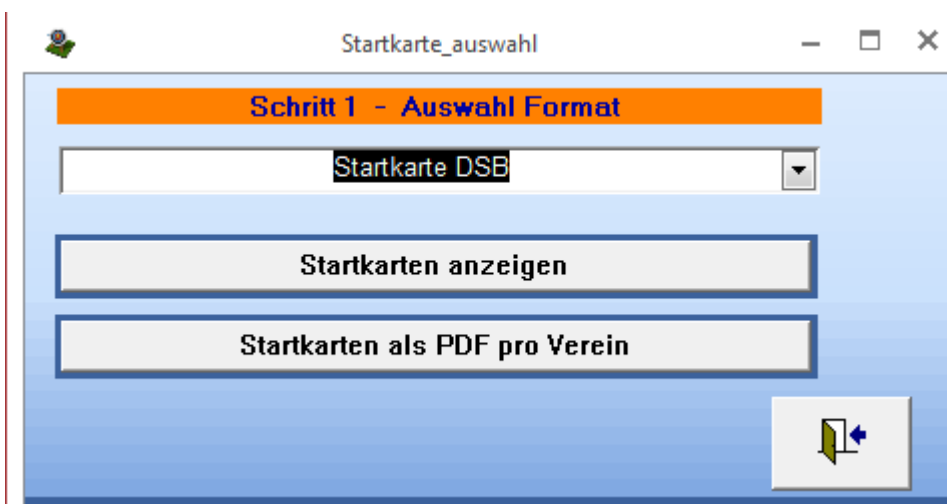 Startkarte_auswahl
Schritt 1 - Auswahl Format
Startkarte DSB
Startkarten anzeigen
Startkarten als PDF pro Verein